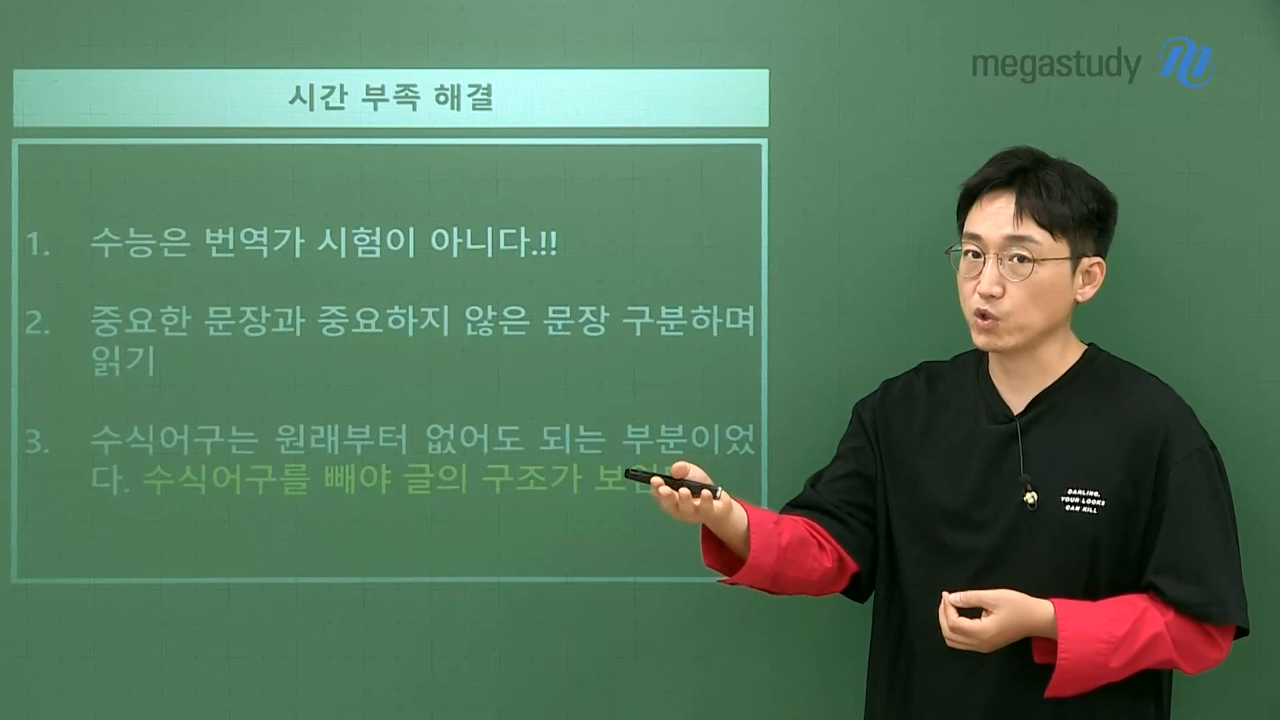 megastudy
시간 부족 해결
1. 수능은 번역가 시험이 아니다.!!
2. 중요한 문장과 중요하지 않은 문장 구분하며
읽기
3. 수식어구는 원래부터 없어도 되는 부분이었
다. 수식어구를 빼야 글의 구조가
DARLING,
YOUR LOOKS
CAN KILL